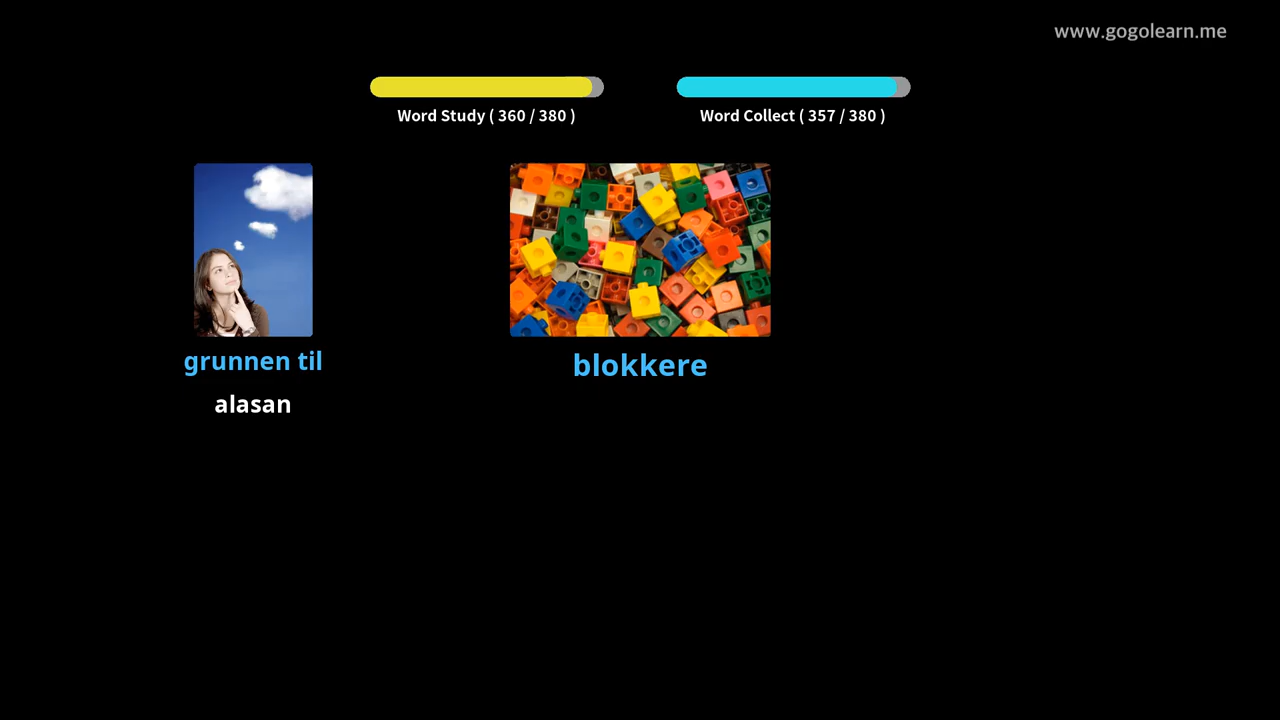 www.gogolearn.me
Word Study ( 360 / 380 )
Word Collect ( 357 / 380 )
grunnen til
alasan
blokkere